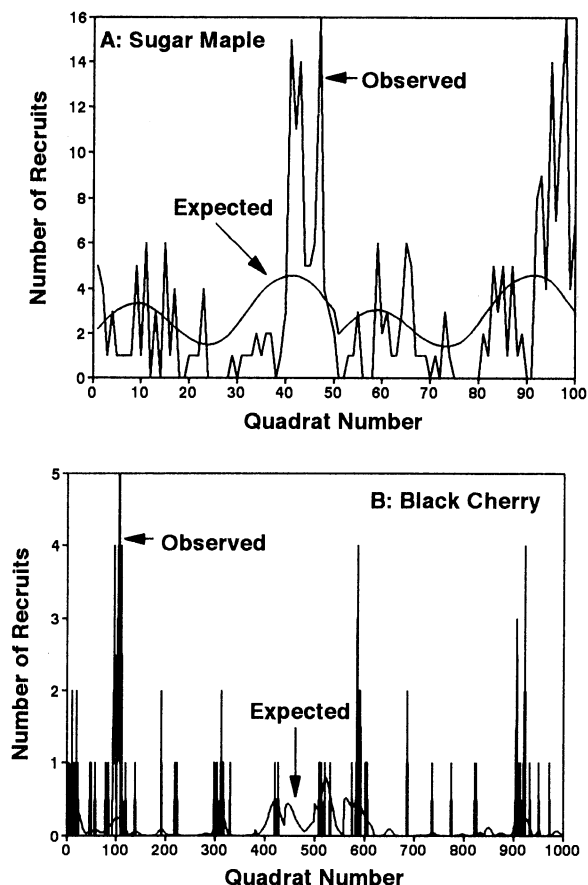 16
A: Sugar Maple
14
Observed
12
10
Number of Recruits
Expected
8
6
4
2
0
0 10 20 30 40 50 60 70 80 90 100
Quadrat Number
5
B: Black Cherry
4
Observed
Number of Recruits
3
2
Expected
1
0
0 100 200 300 400 500 600 700 800 900 1000
Quadrat Number